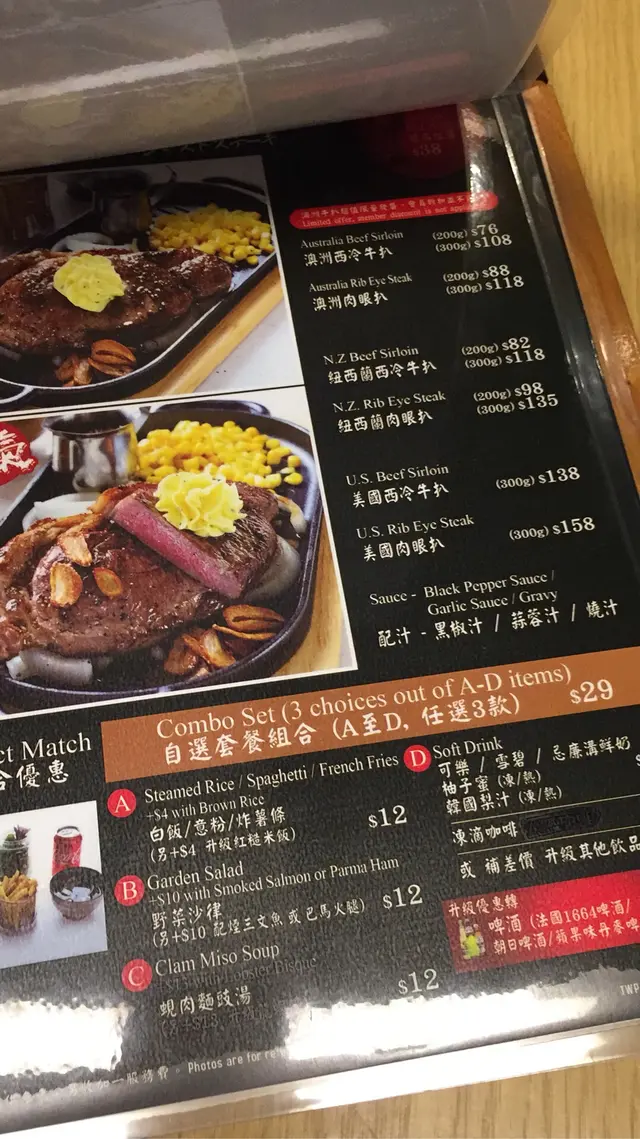 $38
Limited offer, member discount is not
Australia Beef Sirloin (200g) $76
澳洲西冷牛扒 (300g) $108
Australia Rib Eye Steak (200g) $88
澳洲肉眼扒 (300g) $118
N.Z Beef Sirloin (200g) $82
紐西蘭西冷牛扒 (300g) $118
N.Z. Rib Eye Steak (200g) $98
紐西蘭肉眼扒 (300g) $135
U.S. Beef Sirloin
美國西冷牛扒 (300g) $138
U.S. Rib Eye Steak
美國肉眼扒 (300g) $158
Sauce - Black Pepper Sauce /
Garlic Sauce / Gravy
配汁 - 黑椒汁 / 蒜蓉汁 / 燒汁
ct Match
合優惠
Combo Set (3 choices out of A-D items)
自選套餐組合 (A至D, 任選3款) $29
A Steamed Rice / Spaghetti / French Fries
+$4 with Brown Rice
白飯/意粉/炸薯條 $12
(另+$4 升級紅糙米飯)
B Garden Salad
+$10 with Smoked Salmon or Parma Ham
野菜沙律 $12
(另+$10 配煙三文魚或巴馬火腿)
C Clam Miso Soup
蜆肉麵豉湯 $12
D Soft Drink
可樂 / 雪碧 / 忌廉溝鮮奶
柚子蜜 (凍/熱)
韓國梨汁 (凍/熱)
凍滴咖啡
或 補差價 升級其他飲品
升級優惠轉
啤酒 (法國1664啤酒/
朝日啤酒/蘋果味丹麥啤
一服務費。 Photos are for re
TWP